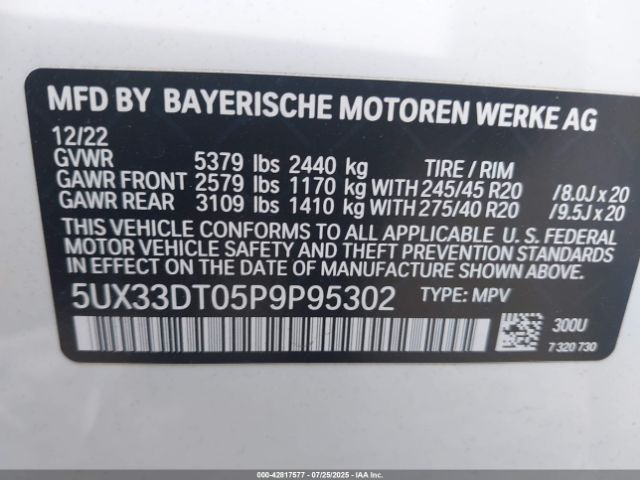 MFD BY BAYERISCHE MOTOREN WERKE AG
12/22
GVWR 5379 lbs 2440 kg TIRE / RIM
GAWR FRONT 2579 lbs 1170 kg WITH 245/45 R20 /8.0J x 20
GAWR REAR 3109 lbs 1410 kg WITH 275/40 R20 /9.5J x 20
THIS VEHICLE CONFORMS TO ALL APPLICABLE U. S. FEDERAL
MOTOR VEHICLE SAFETY AND THEFT PREVENTION STANDARDS
IN EFFECT ON THE DATE OF MANUFACTURE SHOWN ABOVE.
5UX33DT05P9P95302 TYPE: MPV
300U
7 320 730
000-42817577 | 07/25/2025 | IAAI.COM